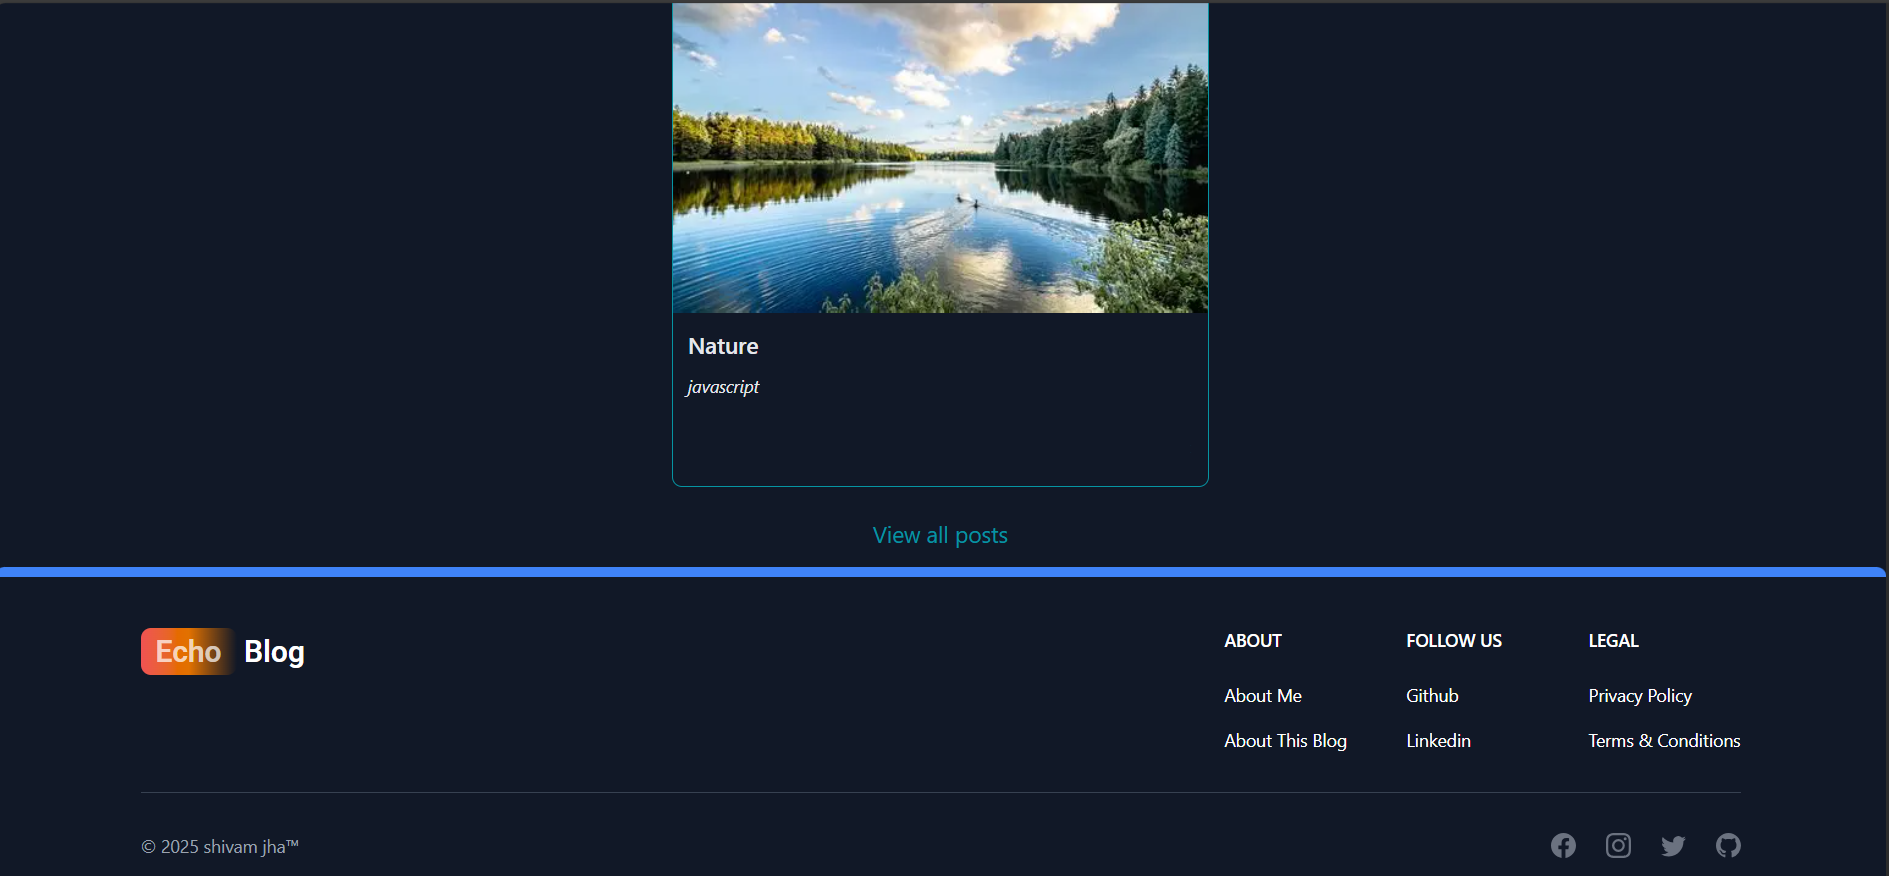 Nature
javascript
View all posts
Echo Blog
ABOUT
About Me
About This Blog
FOLLOW US
Github
Linkedin
LEGAL
Privacy Policy
Terms & Conditions
© 2025 shivam jha™